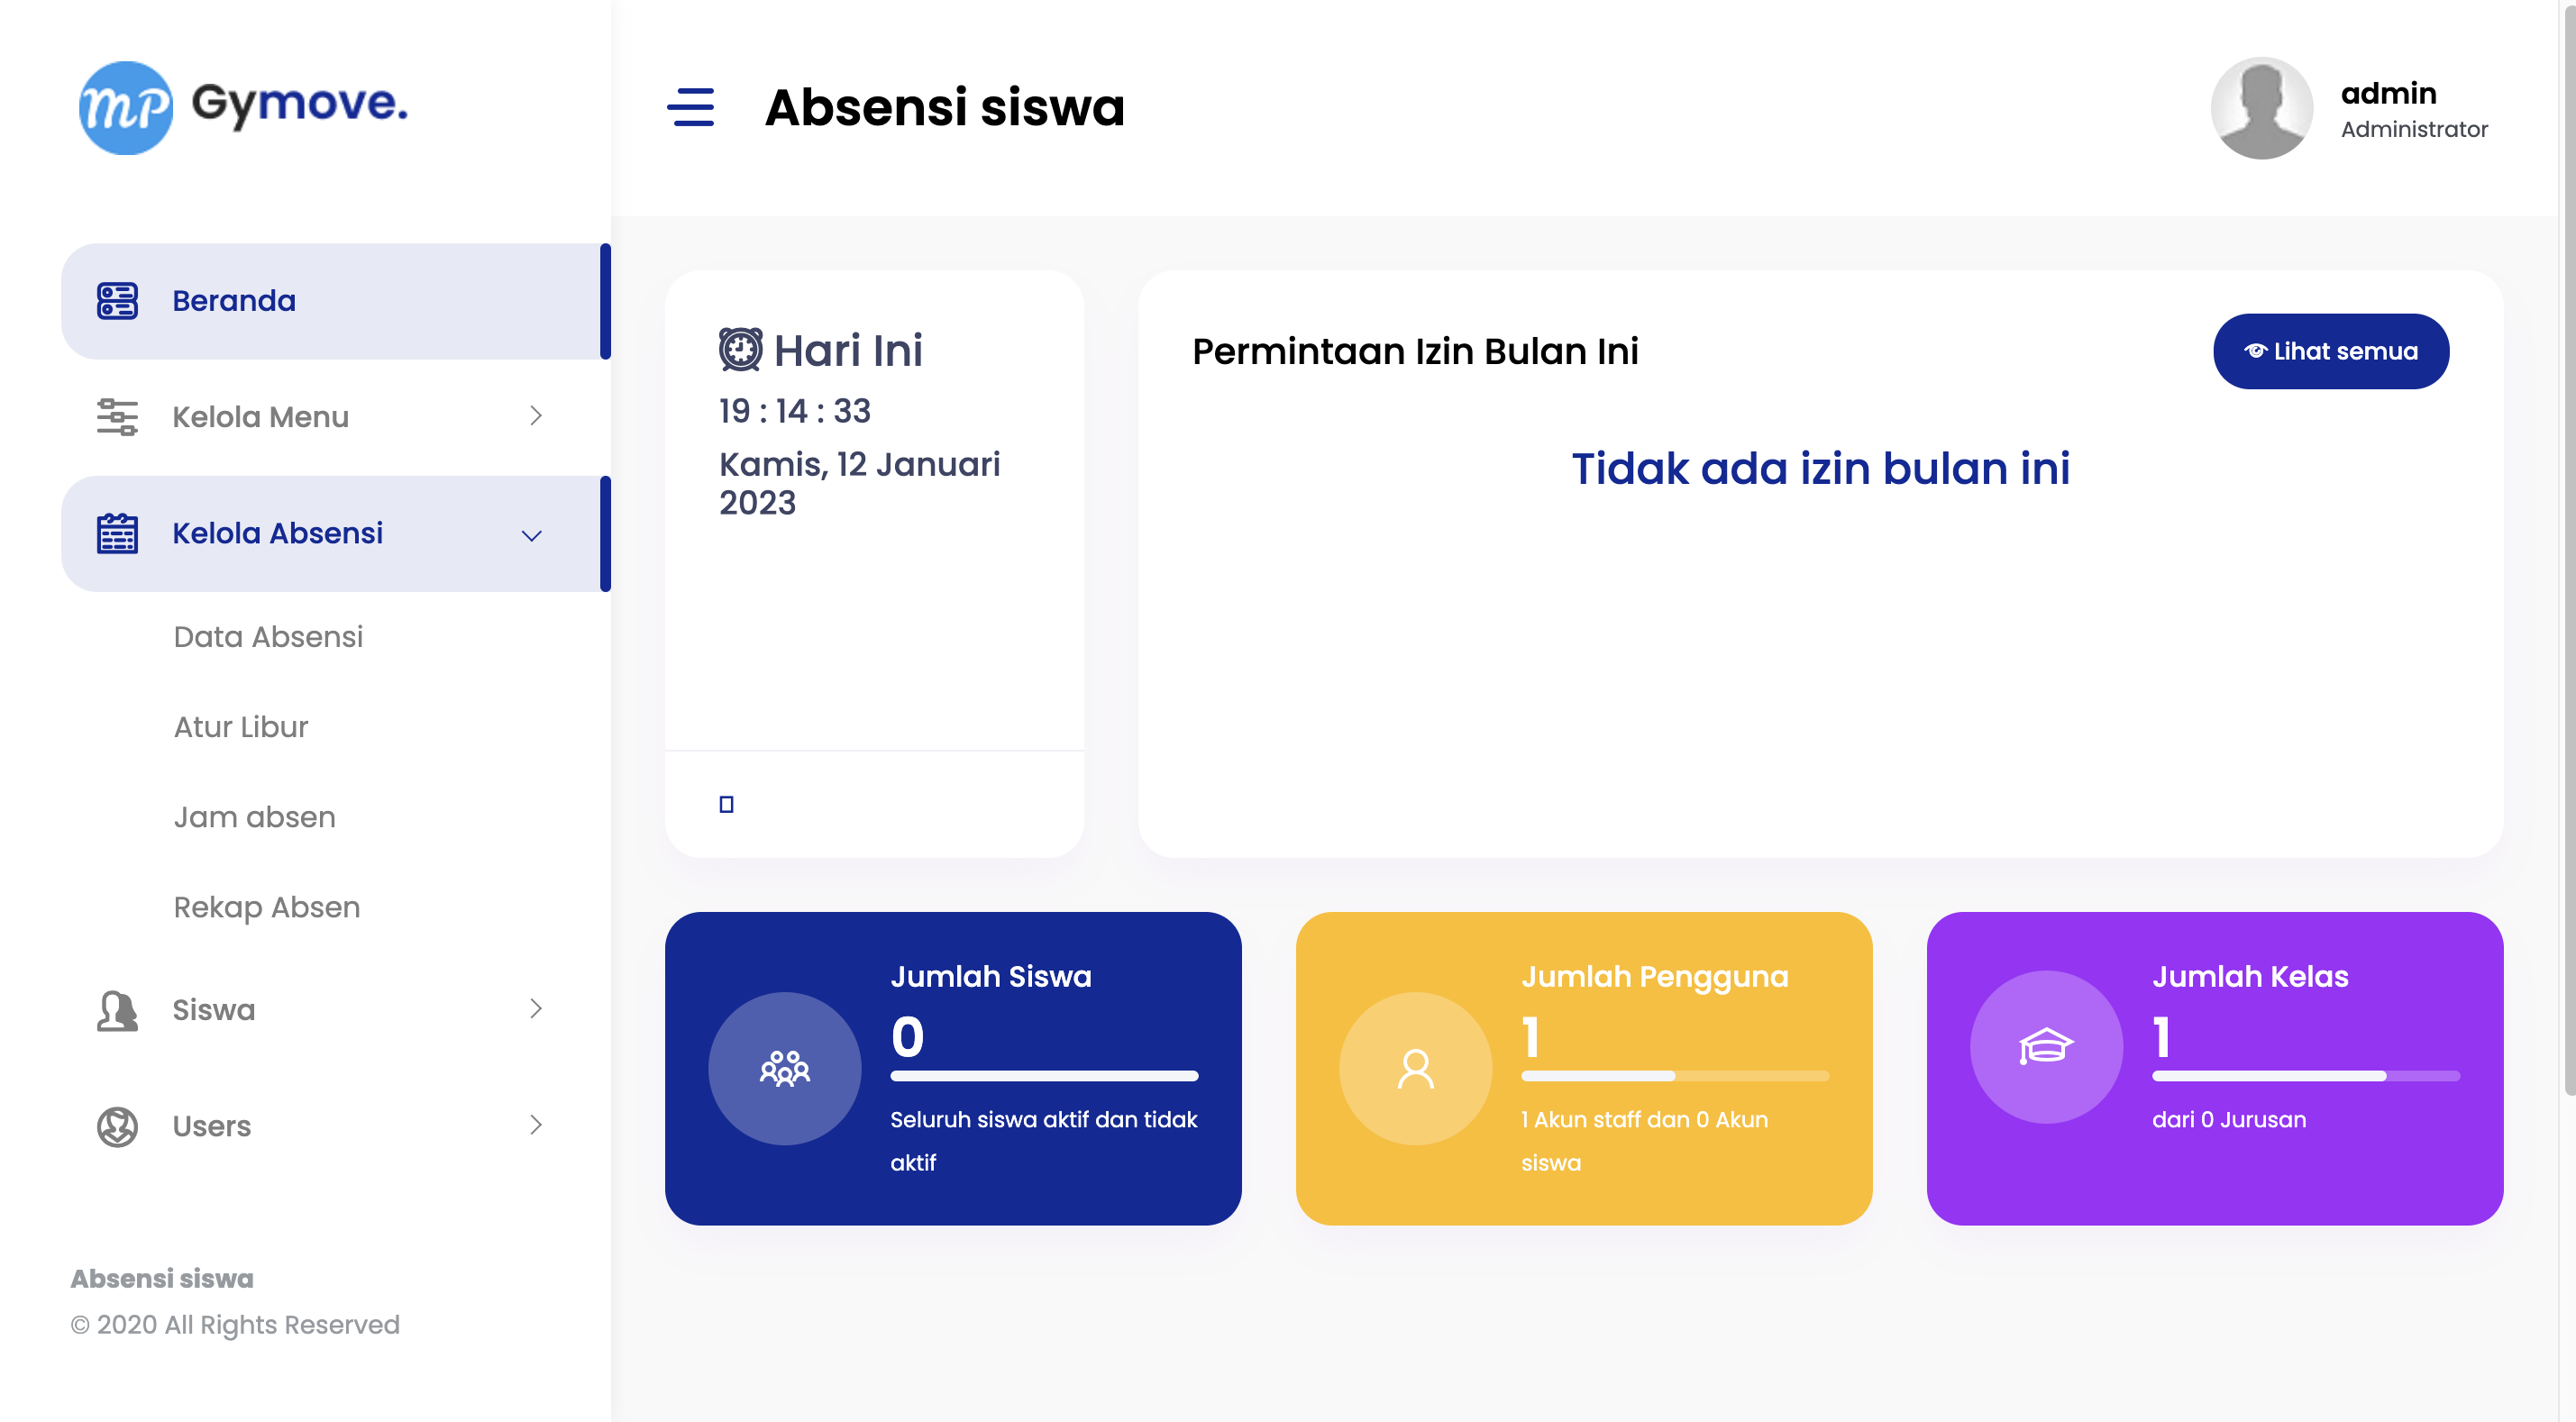 mp Gymove.
Absensi siswa
admin
Administrator
Beranda
Kelola Menu
Kelola Absensi
Data Absensi
Atur Libur
Jam absen
Rekap Absen
Siswa
Users
Absensi siswa
© 2020 All Rights Reserved
Hari Ini
19 : 14 : 33
Kamis, 12 Januari
2023
Permintaan Izin Bulan Ini
Lihat semua
Tidak ada izin bulan ini
Jumlah Siswa
0
Seluruh siswa aktif dan tidak
aktif
Jumlah Pengguna
1
1 Akun staff dan 0 Akun
siswa
Jumlah Kelas
1
dari 0 Jurusan